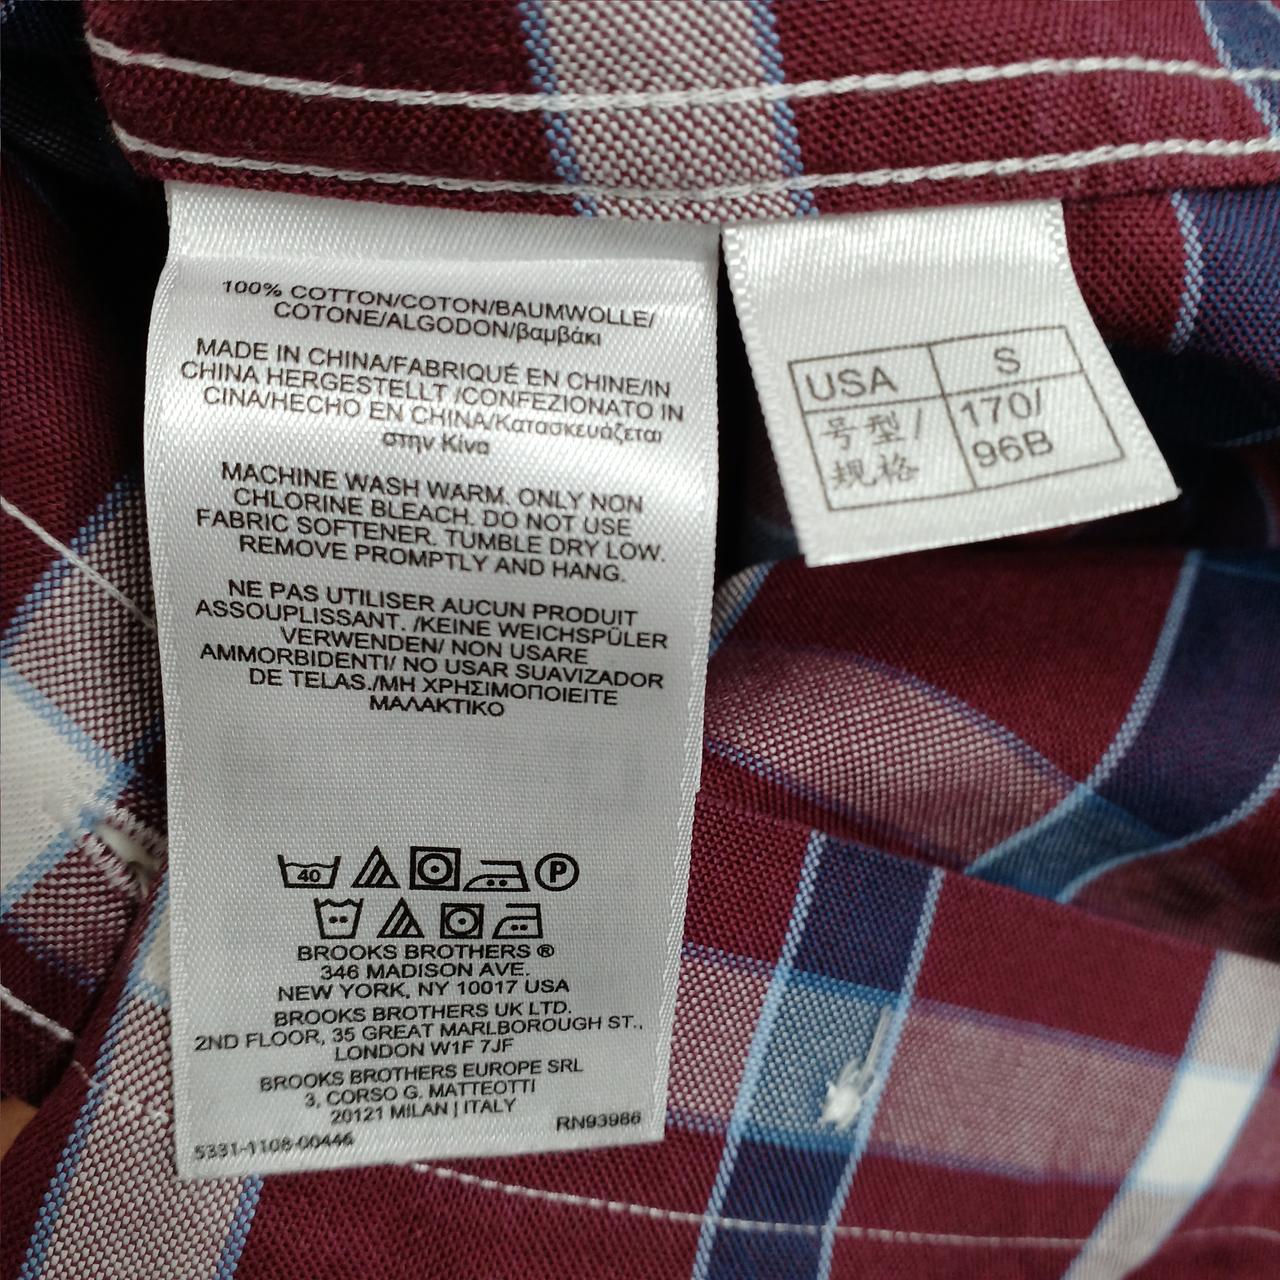 100% COTTON/COTON/BAUMWOLLE/
COTONE/ALGODON/βαμβάκι
MADE IN CHINA/FABRIQUÉ EN CHINE/IN
CHINA HERGESTELLT /CONFEZIONATO IN
CINA/HECHO EN CHINA/Κατασκευάζεται
στην Κίνα
MACHINE WASH WARM. ONLY NON
CHLORINE BLEACH. DO NOT USE
FABRIC SOFTENER. TUMBLE DRY LOW.
REMOVE PROMPTLY AND HANG.
NE PAS UTILISER AUCUN PRODUIT
ASSOUPLISSANT. /KEINE WEICHSPÜLER
VERWENDEN/ NON USARE
AMMORBIDENTI/ NO USAR SUAVIZADOR
DE TELAS./ΜΗ ΧΡΗΣΙΜΟΠΟΙΕΙΤΕ
ΜΑΛΑΚΤΙΚΟ
40 P
BROOKS BROTHERS ®
346 MADISON AVE.
NEW YORK, NY 10017 USA
BROOKS BROTHERS UK LTD.
2ND FLOOR, 35 GREAT MARLBOROUGH ST.,
LONDON W1F 7JF
BROOKS BROTHERS EUROPE SRL
3, CORSO G. MATTEOTTI
20121 MILAN | ITALY
RN93986
5331-1108-00446
USA S
号型/ 170/
规格 96B